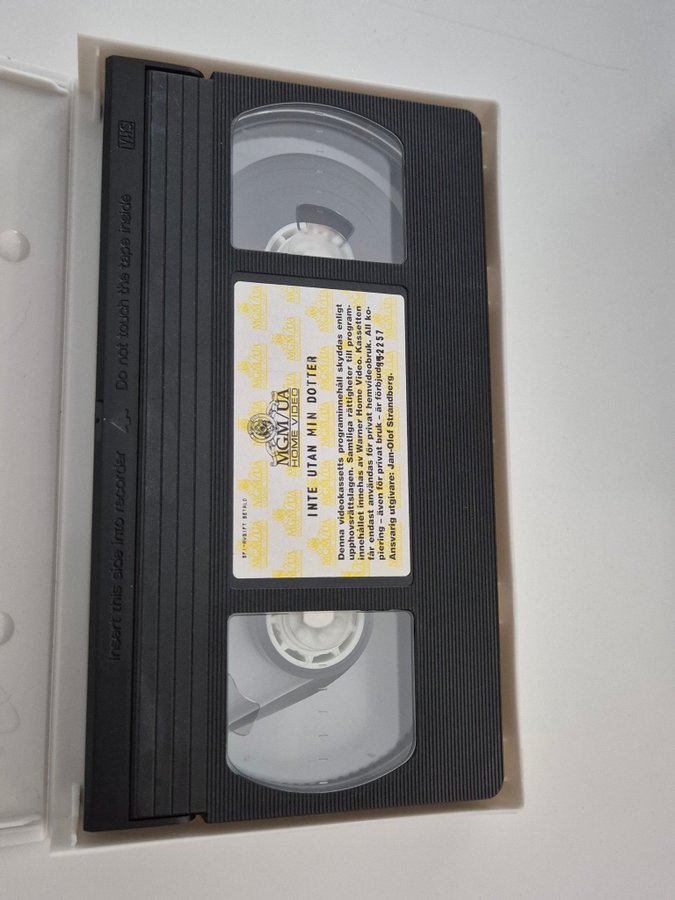 VHS
Insert this side into recorder Do not touch the tape inside
SFI-AVGIFT BETALD
MGM/UA
HOME VIDEO
INTE UTAN MIN DOTTER
Denna videokassetts programinnehåll skyddas enligt
upphovsrättslagen. Samtliga rättigheter till program-
innehållet innehas av Warner Home Video. Kassetten
får endast användas för privat hemvideobruk. All ko-
piering – även för privat bruk – är förbjuden.
Ansvarig utgivare: Jan-Olof Strandberg.